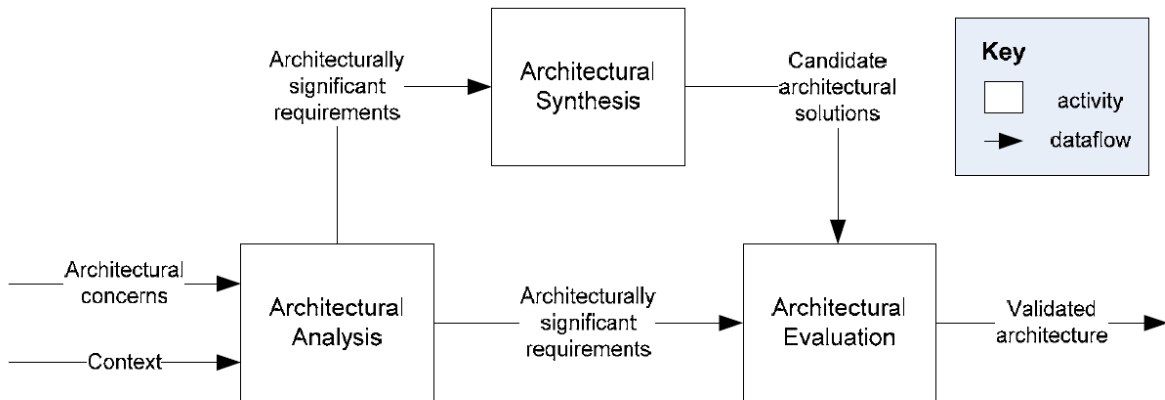 Architecturally
significant
requirements
Architectural
Synthesis
Candidate
architectural
solutions
Key
activity
dataflow
Architectural
concerns
Context
Architectural
Analysis
Architecturally
significant
requirements
Architectural
Evaluation
Validated
architecture